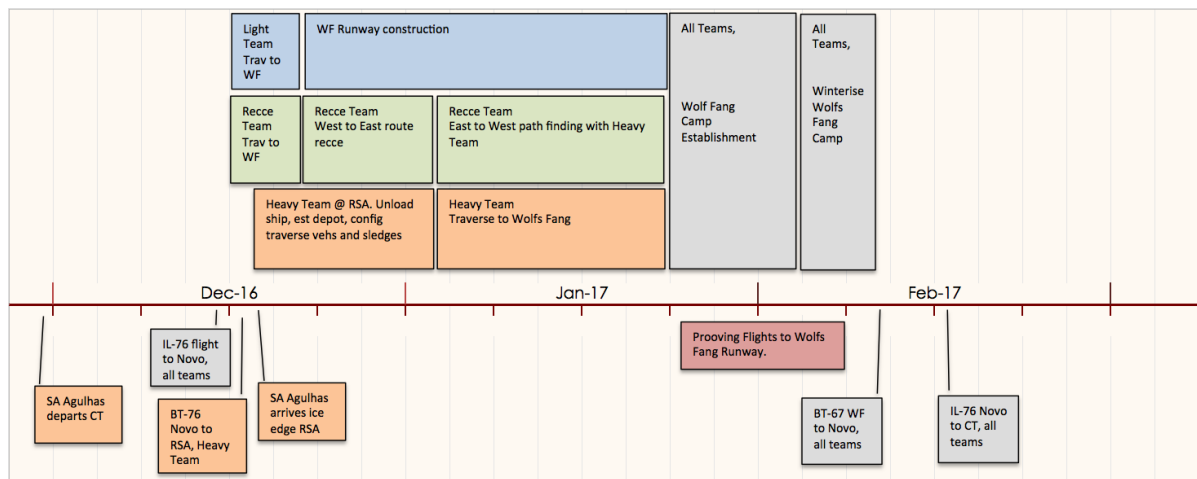 Light
Team
Trav to
WF
WF Runway construction
All Teams,
Wolf Fang
Camp
Establishment
All
Teams,
Winterise
Wolfs
Fang
Camp
Recce
Team
Trav to
WF
Recce Team
West to East route
recce
Recce Team
East to West path finding with Heavy
Team
Heavy Team @ RSA. Unload
ship, est depot, config
traverse vehs and sledges
Heavy Team
Traverse to Wolfs Fang
Dec-16
Jan-17
Feb-17
SA Agulhas
departs CT
IL-76 flight
to Novo,
all teams
BT-76
Novo to
RSA, Heavy
Team
SA Agulhas
arrives ice
edge RSA
Prooving Flights to Wolfs
Fang Runway.
BT-67 WF
to Novo,
all teams
IL-76 Novo
to CT, all
teams